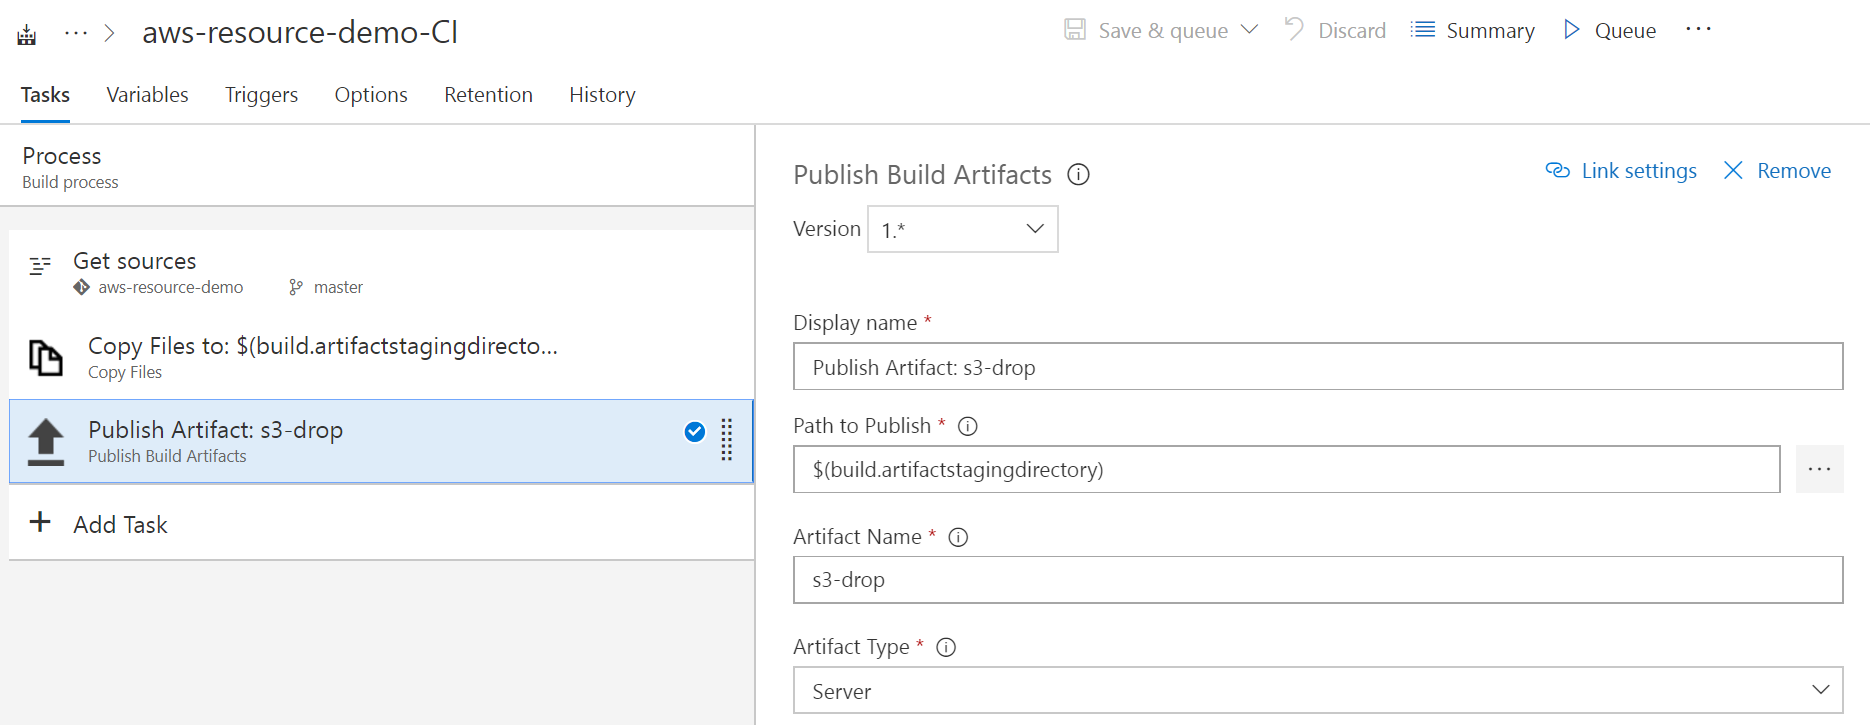 aws-resource-demo-CI
Save & queue
Discard
Summary
Queue
Tasks
Variables
Triggers
Options
Retention
History
Process
Build process
Get sources
aws-resource-demo
master
Copy Files to: $(build.artifactstagingdirecto...
Copy Files
Publish Artifact: s3-drop
Publish Build Artifacts
Add Task
Publish Build Artifacts
Link settings
Remove
Version
1.*
Display name *
Publish Artifact: s3-drop
Path to Publish *
$(build.artifactstagingdirectory)
Artifact Name *
s3-drop
Artifact Type *
Server